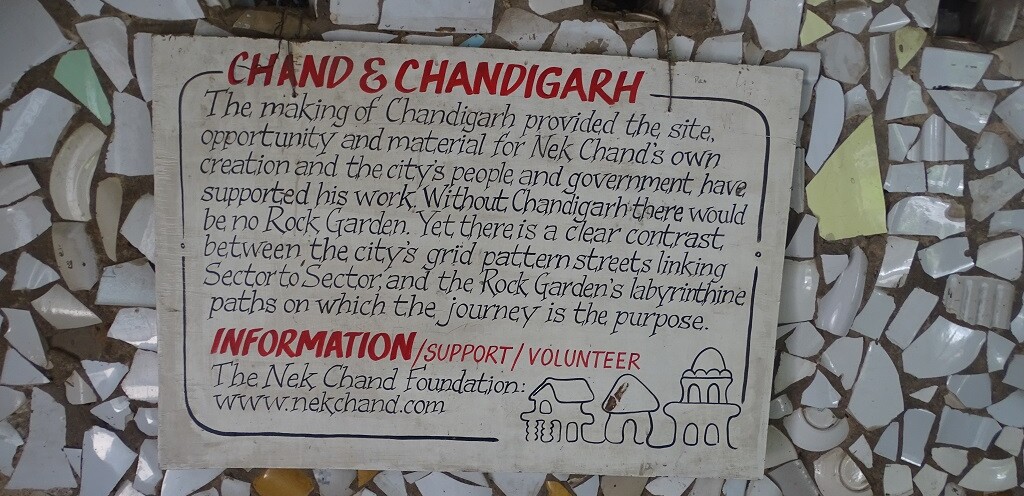 CHAND & CHANDIGARH
The making of Chandigarh provided the site,
opportunity and material for Nek Chand's own
creation and the city's people and government have
supported his work. Without Chandigarh there would
be no Rock Garden. Yet there is a clear contrast
between the city's grid pattern streets linking
Sector to Sector, and the Rock Garden's labyrinthine
paths on which the journey is the purpose.
INFORMATION/SUPPORT/VOLUNTEER
The Nek Chand Foundation:
www.nekchand.com